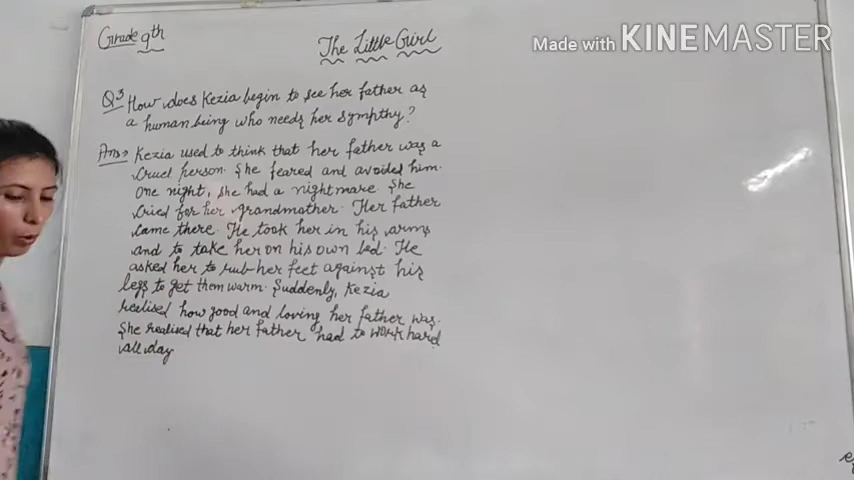 Grade 9th
The Little Girl
Made with KINEMASTER
Q3 How does Kezia begin to see her father as
a human being who needs her sympthy?
Ans→ Kezia used to think that her father was a
Cruel person. She feared and avoided him.
One night, she had a nightmare. She
Cried for her grandmother. Her father
Came there. He took her in his arms
and to take her on his own bed. He
asked her to rub her feet against his
legs to get them warm. Suddenly, Kezia
realised how good and loving her father was.
She realised that her father had to work hard
all day